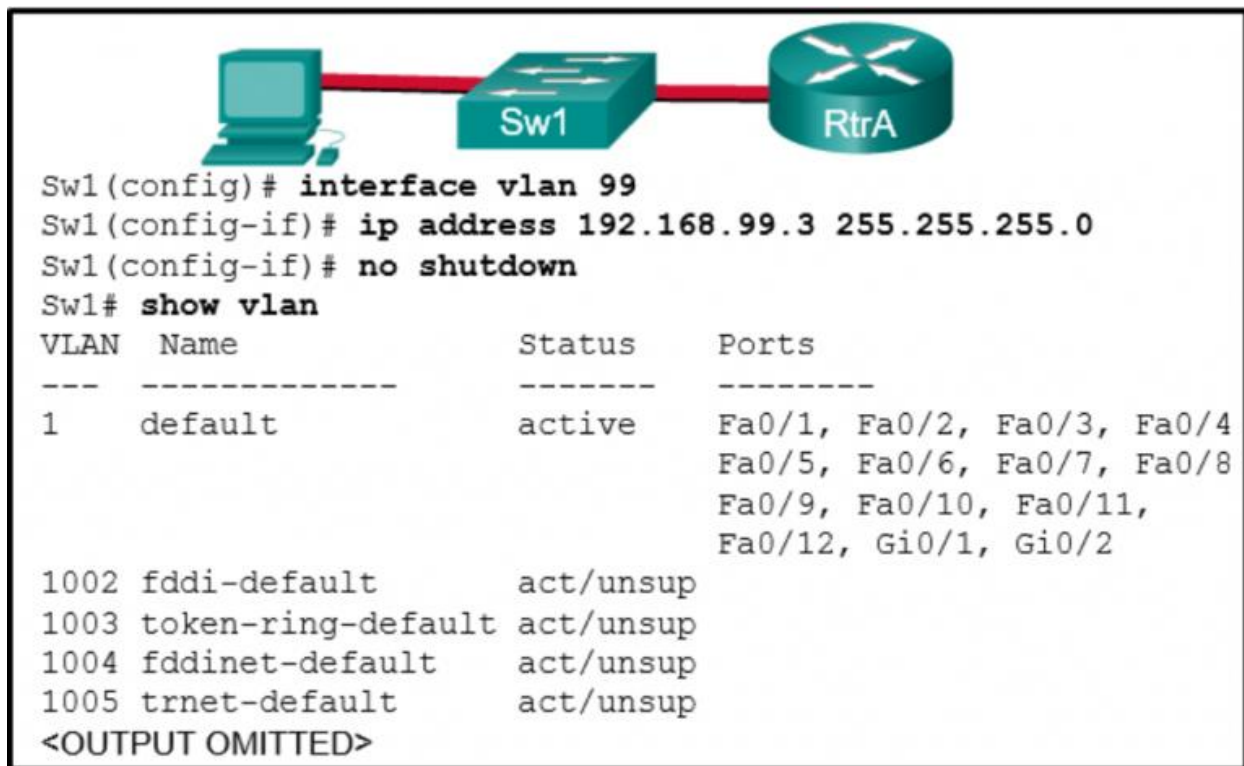 Sw1
RtrA
Sw1(config)# interface vlan 99
Sw1(config-if)# ip address 192.168.99.3 255.255.255.0
Sw1(config-if)# no shutdown
Sw1# show vlan
VLAN Name Status Ports
--- ------------- ------- --------
1 default active Fa0/1, Fa0/2, Fa0/3, Fa0/4
Fa0/5, Fa0/6, Fa0/7, Fa0/8
Fa0/9, Fa0/10, Fa0/11,
Fa0/12, Gi0/1, Gi0/2
1002 fddi-default act/unsup
1003 token-ring-default act/unsup
1004 fddinet-default act/unsup
1005 trnet-default act/unsup
<OUTPUT OMITTED>